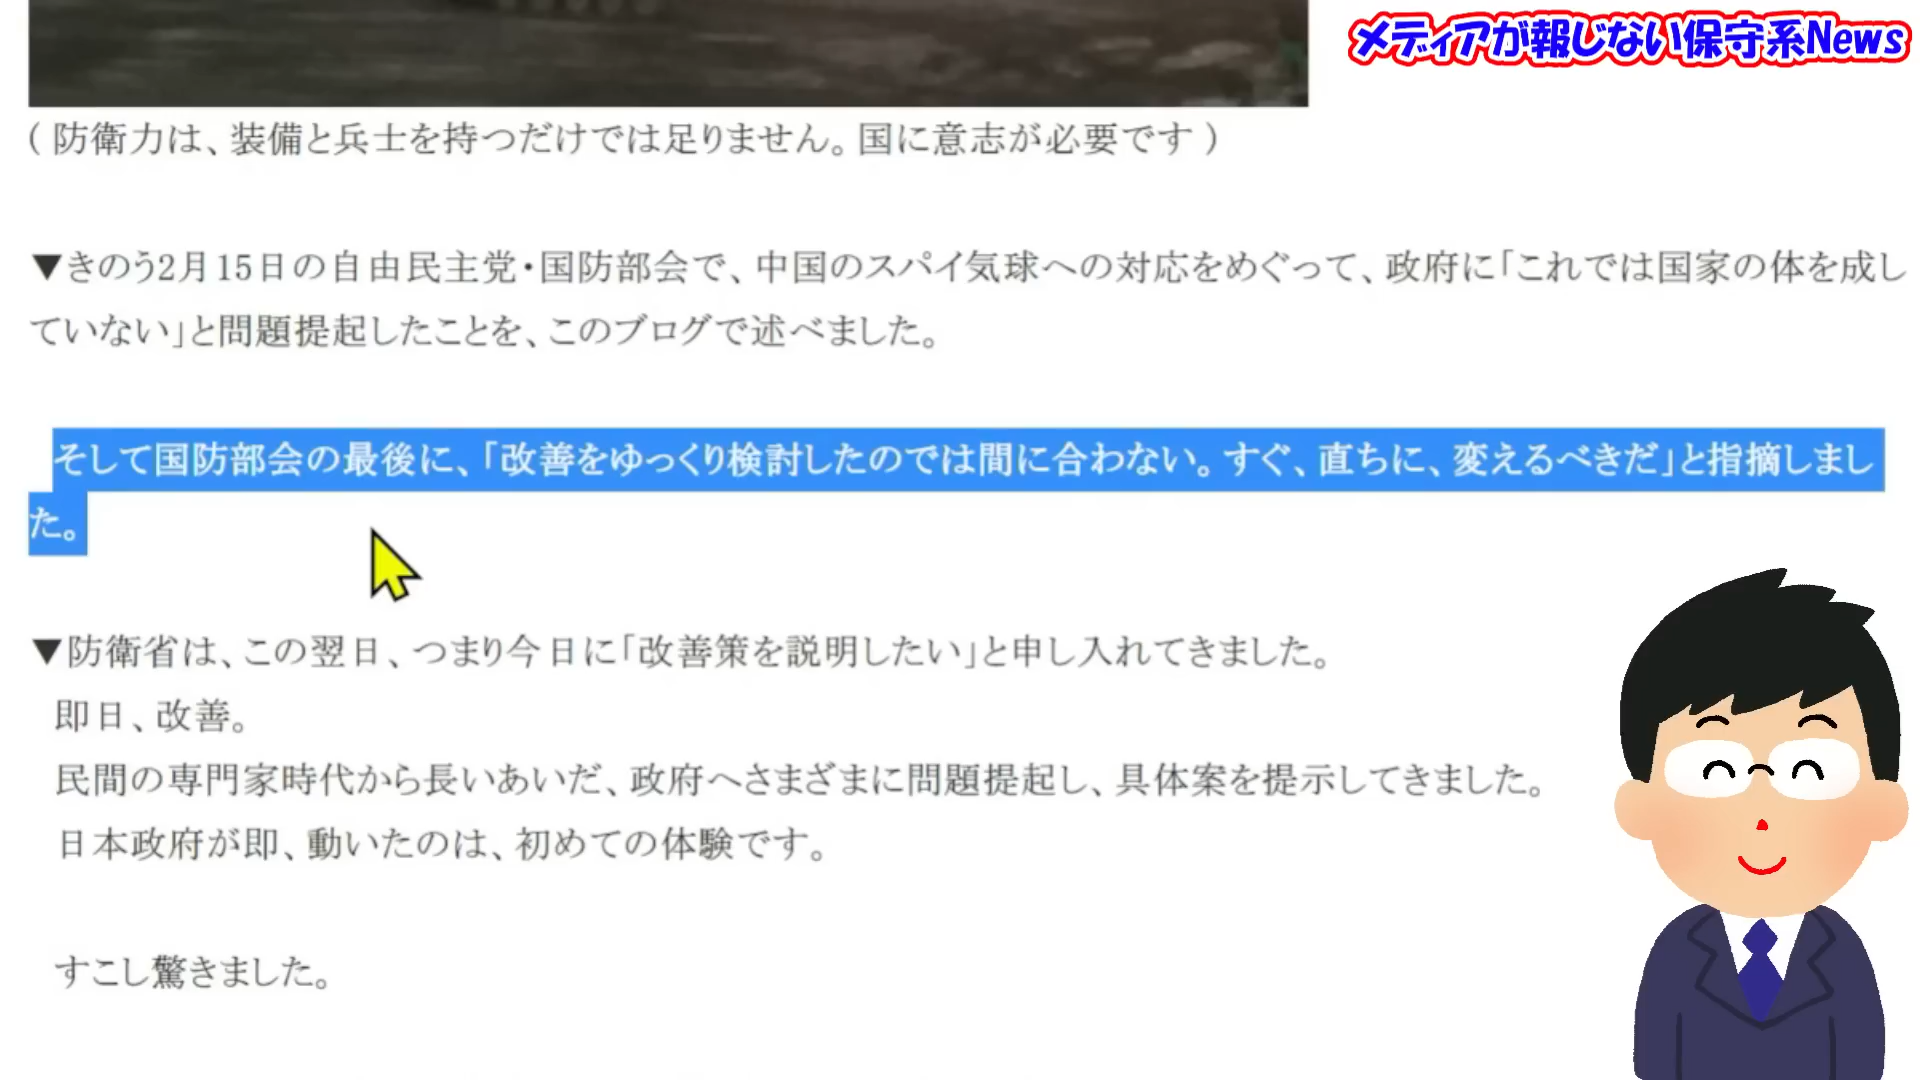 メディアが報じない保守系News
(防衛力は、装備と兵士を持つだけでは足りません。国に意志が必要です)
▼きのう2月15日の自由民主党・国防部会で、中国のスパイ気球への対応をめぐって、政府に「これでは国家の体を成し
ていない」と問題提起したことを、このブログで述べました。
そして国防部会の最後に、「改善をゆっくり検討したのでは間に合わない。すぐ、直ちに、変えるべきだ」と指摘しまし
た。
▼防衛省は、この翌日、つまり今日に「改善策を説明したい」と申し入れてきました。
即日、改善。
民間の専門家時代から長いあいだ、政府へさまざまに問題提起し、具体案を提示してきました。
日本政府が即、動いたのは、初めての体験です。
すこし驚きました。